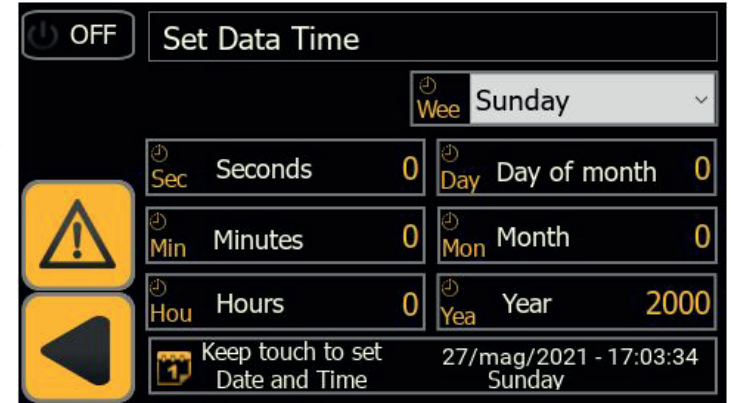 OFF
Set Data Time
Wee Sunday
Sec Seconds 0
Day Day of month 0
Min Minutes 0
Mon Month 0
Hou Hours 0
Yea Year 2000
1
Keep touch to set
Date and Time
27/mag/2021 - 17:03:34
Sunday